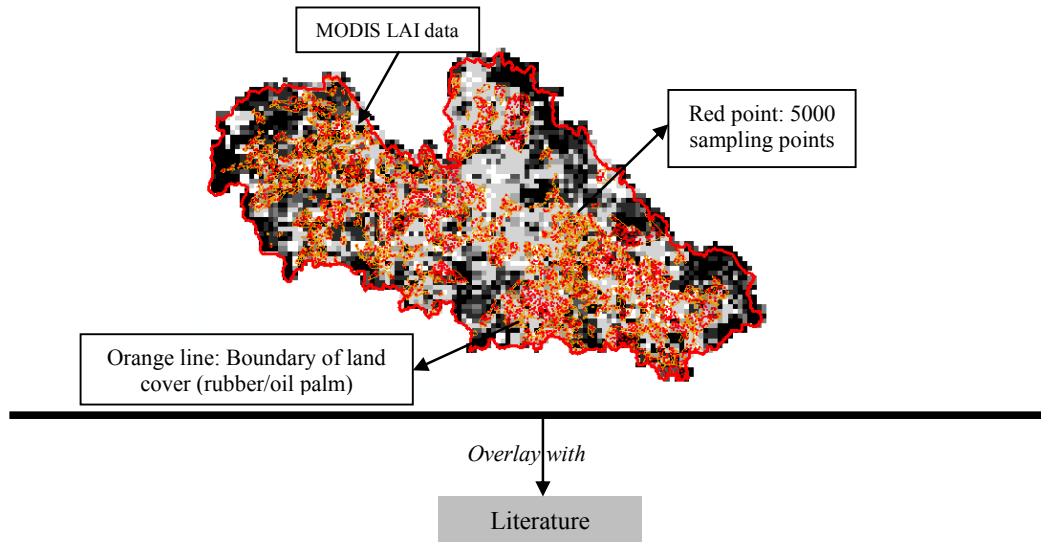 MODIS LAI data
Red point: 5000
sampling points
Orange line: Boundary of land
cover (rubber/oil palm)
Overlay with
Literature